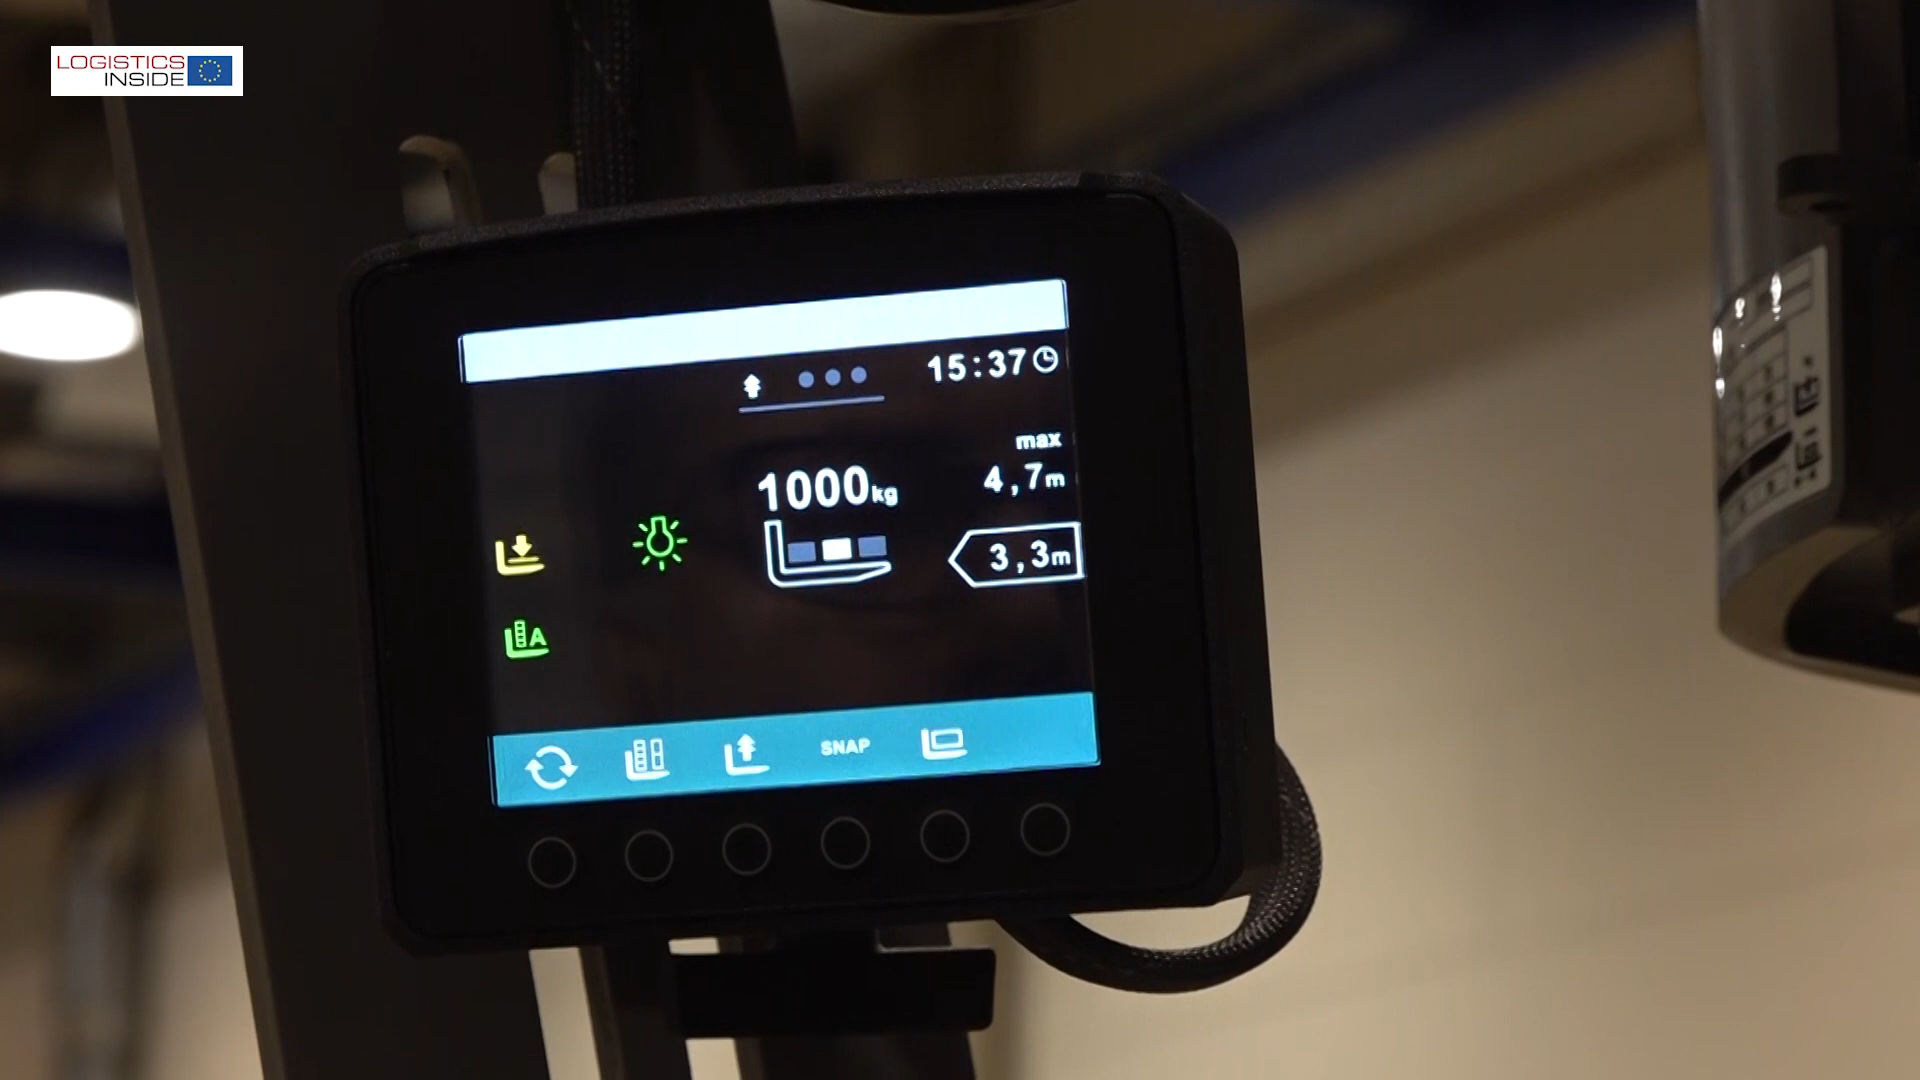 LOGISTICS
INSIDE
15:37
max
4,7m
1000kg
3,3m
A
SNAP